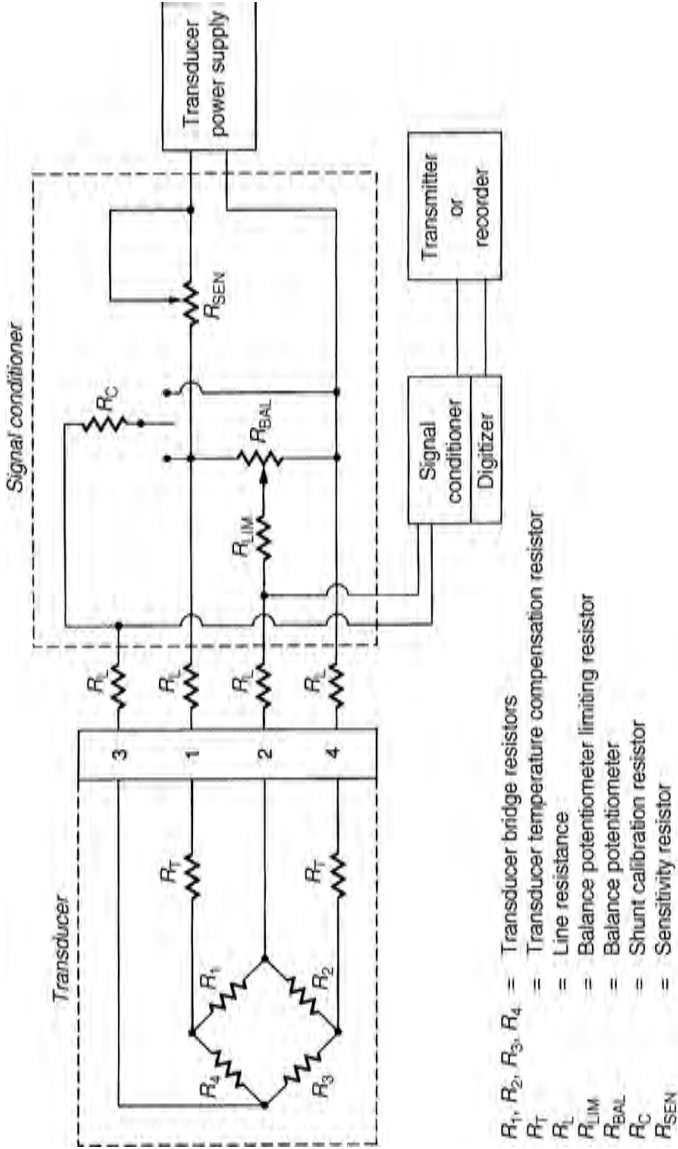 Signal conditioner
Transducer
Transducer
power supply
R_C
R_SEN
R_BAL
R_LIM
R_L
R_L
R_L
R_L
3
1
2
4
R_T
R_T
R_1
R_2
R_3
R_4
Signal
conditioner
Digitizer
Transmitter
or
recorder
R_1, R_2, R_3, R_4 = Transducer bridge resistors
R_T = Transducer temperature compensation resistor
R_L = Line resistance
R_LIM = Balance potentiometer limiting resistor
R_BAL = Balance potentiometer
R_C = Shunt calibration resistor
R_SEN = Sensitivity resistor